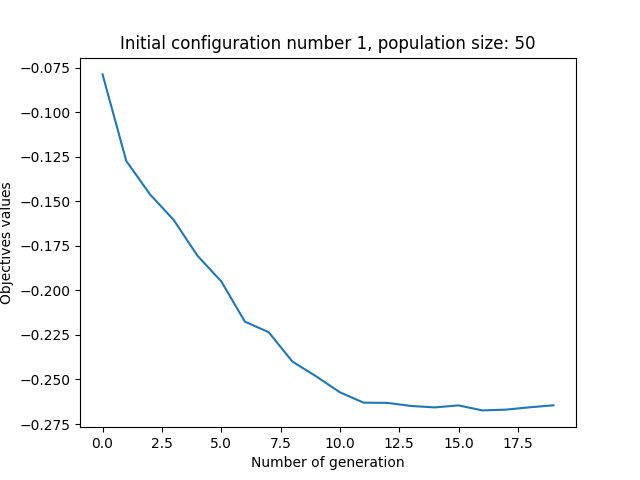 Initial configuration number 1, population size: 50
−0.075
−0.100
−0.125
−0.150
−0.175
−0.200
−0.225
−0.250
−0.275
Objectives values
0.0 2.5 5.0 7.5 10.0 12.5 15.0 17.5
Number of generation